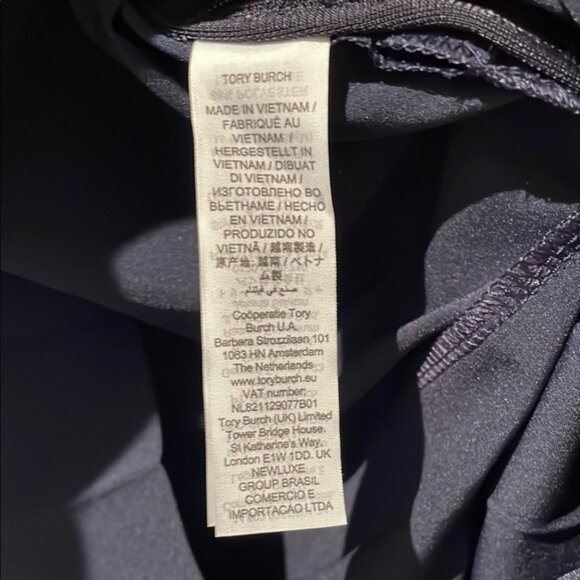 TORY BURCH
MADE IN VIETNAM /
FABRIQUÉ AU
VIETNAM /
HERGESTELLT IN
VIETNAM / DIBUAT
DI VIETNAM /
ИЗГОТОВЛЕНО ВО
ВЬЕТНАМЕ / HECHO
EN VIETNAM /
PRODUZIDO NO
VIETNÃ / 越南製造 /
原产地: 越南 / ベトナ
ム製
صنع في فيتنام
Coöperatie Tory
Burch U.A.
Barbara Strozzilaan 101
1083 HN Amsterdam
The Netherlands
www.toryburch.eu
VAT number:
NL821129077B01
Tory Burch (UK) Limited
Tower Bridge House,
St Katharine's Way,
London E1W 1DD. UK
NEWLUXE
GROUP BRASIL
COMERCIO E
IMPORTACAO LTDA